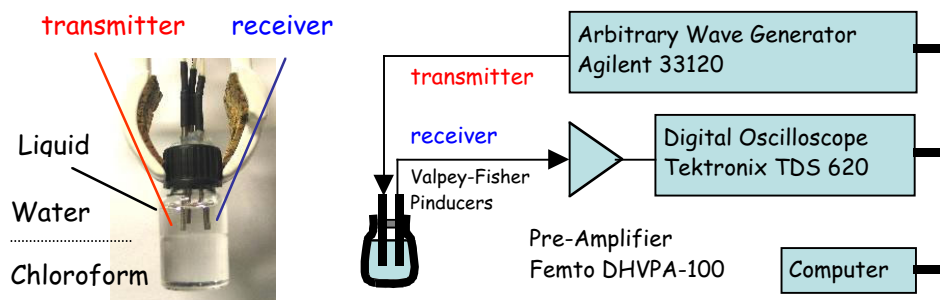 transmitter
receiver
Liquid
Water
Chloroform
Arbitrary Wave Generator
Agilent 33120
transmitter
receiver
Valpey-Fisher
Pinducers
Digital Oscilloscope
Tektronix TDS 620
Pre-Amplifier
Femto DHVPA-100
Computer